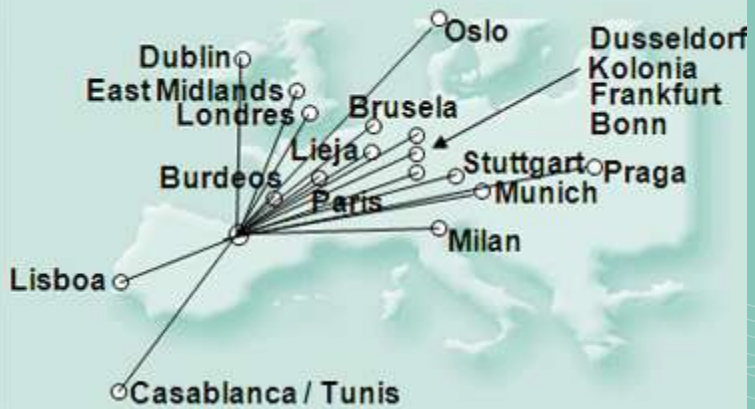 Oslo
Dusseldorf
Kolonia
Frankfurt
Bonn
Dublin
East Midlands
Londres
Brusela
Lieja
Burdeos
Paris
Stuttgart
Praga
Munich
Milan
Lisboa
Casablanca / Tunis